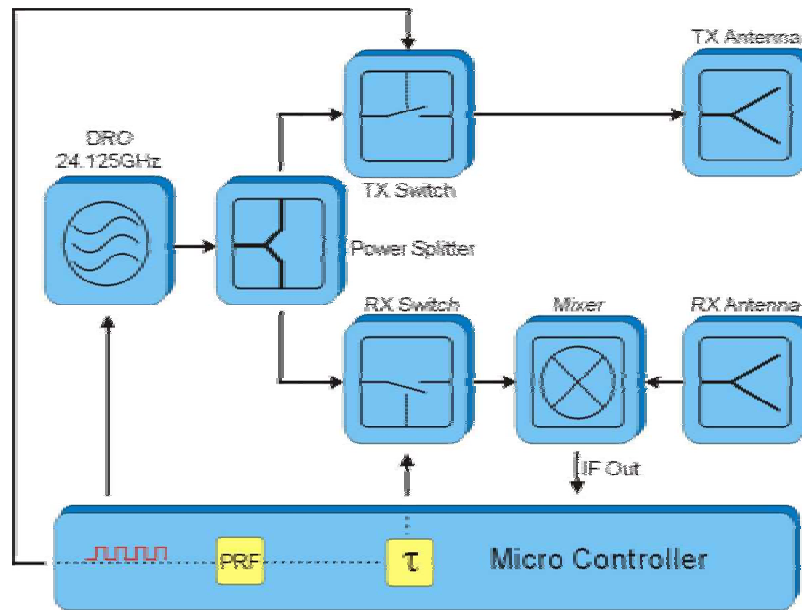 TX Antenna
DRO
24.125GHz
TX Switch
Power Splitter
RX Switch
Mixer
RX Antenna
IF Out
PRF
τ
Micro Controller